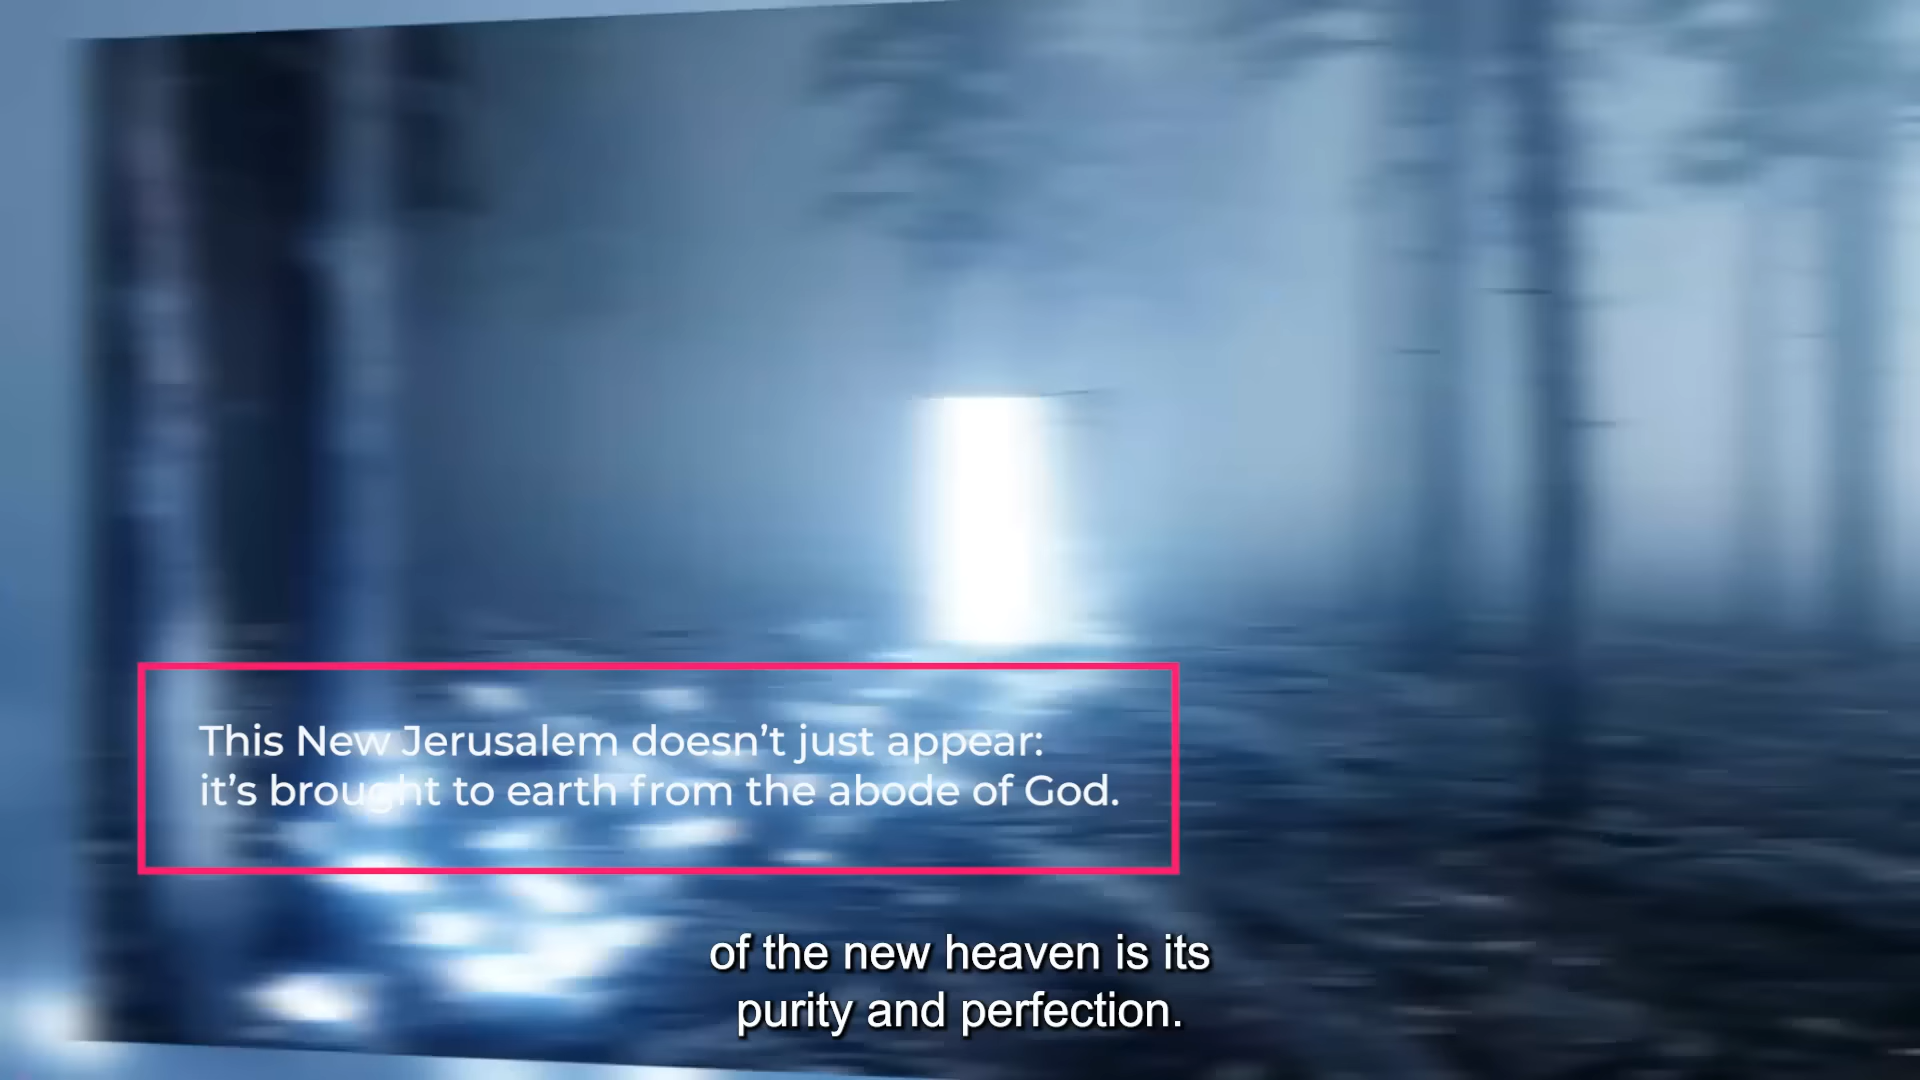 This New Jerusalem doesn’t just appear:
it’s brought to earth from the abode of God.
of the new heaven is its
purity and perfection.